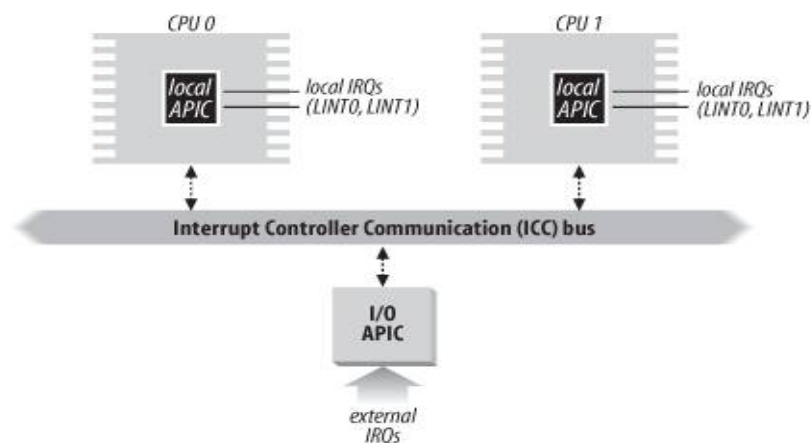 CPU 0
local
APIC
local IRQs
(LINT0, LINT1)
CPU 1
local
APIC
local IRQs
(LINT0, LINT1)
Interrupt Controller Communication (ICC) bus
I/O
APIC
external
IRQs